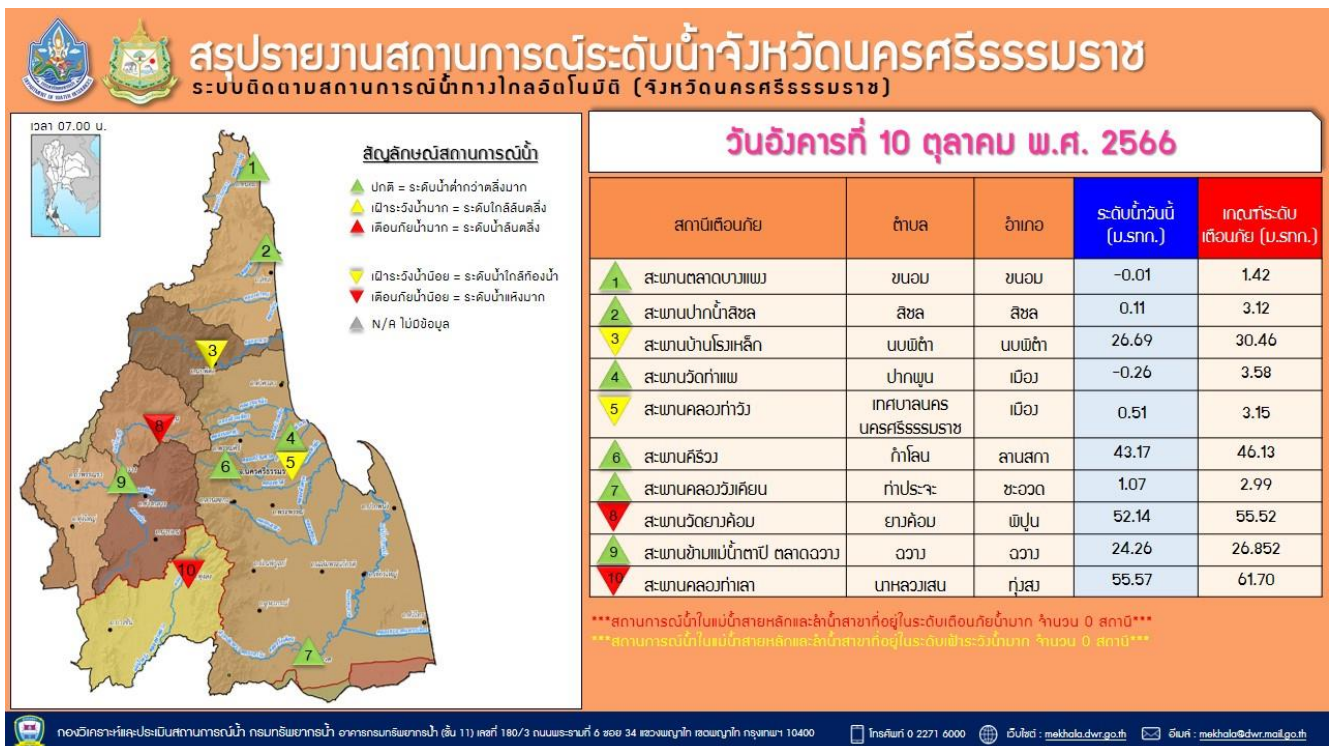 สรุปรายงานสถานการณ์ระดับน้ำจังหวัดนครศรีธรรมราช
ระบบติดตามสถานการณ์น้ำทางไกลอัตโนมัติ (จังหวัดนครศรีธรรมราช)
เวลา 07.00 น.
สัญลักษณ์สถานการณ์น้ำ
ปกติ = ระดับน้ำต่ำกว่าตลิ่งมาก
เฝ้าระวังน้ำมาก = ระดับใกล้ล้นตลิ่ง
เตือนภัยน้ำมาก = ระดับน้ำล้นตลิ่ง
เฝ้าระวังน้ำน้อย = ระดับน้ำใกล้ท้องน้ำ
เตือนภัยน้ำน้อย = ระดับน้ำแห้งมาก
N/A ไม่มีข้อมูล
1
2
3
8
4
6
5
9
10
7
วันอังคารที่ 10 ตุลาคม พ.ศ. 2566
สถานีเตือนภัย ตำบล อำเภอ ระดับน้ำวันนี้ (ม.รทก.) เกณฑ์ระดับเตือนภัย (ม.รทก.)
1 สะพานตลาดบางแพง ขนอม ขนอม -0.01 1.42
2 สะพานปากน้ำสิชล สิชล สิชล 0.11 3.12
3 สะพานบ้านโรงเหล็ก นบพิตำ นบพิตำ 26.69 30.46
4 สะพานวัดท่าแพ ปากพูน เมือง -0.26 3.58
5 สะพานคลองท่าวัง เทศบาลนครนครศรีธรรมราช เมือง 0.51 3.15
6 สะพานคีรีวง กำโลน ลานสกา 43.17 46.13
7 สะพานคลองวังเคียน ท่าประจะ ชะอวด 1.07 2.99
8 สะพานวัดยางค้อม ยางค้อม พิปูน 52.14 55.52
9 สะพานข้ามแม่น้ำตาปี ตลาดฉวาง ฉวาง ฉวาง 24.26 26.852
10 สะพานคลองท่าเลา นาหลวงเสน ทุ่งสง 55.57 61.70
***สถานการณ์น้ำในแม่น้ำสายหลักและลำน้ำสาขาที่อยู่ในระดับเตือนภัยน้ำมาก จำนวน 0 สถานี***
***สถานการณ์น้ำในแม่น้ำสายหลักและลำน้ำสาขาที่อยู่ในระดับเฝ้าระวังน้ำมาก จำนวน 0 สถานี***
กองวิเคราะห์และประเมินสถานการณ์น้ำ กรมทรัพยากรน้ำ อาคารกรมทรัพยากรน้ำ (ชั้น 11) เลขที่ 180/3 ถนนพระรามที่ 6 ซอย 34 แขวงพญาไท เขตพญาไท กรุงเทพฯ 10400 โทรศัพท์ 0 2271 6000 เว็บไซต์ : mekhala.dwr.go.th อีเมล์ : mekhala@dwr.mail.go.th